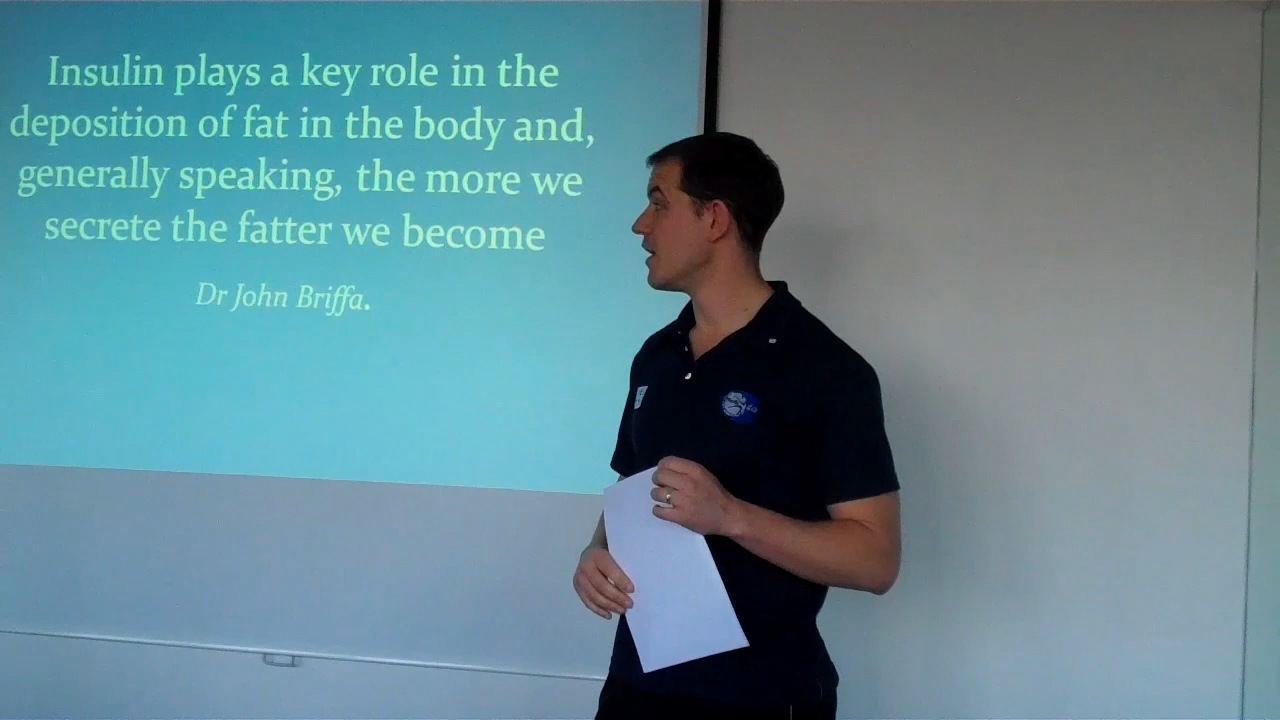 Insulin plays a key role in the
deposition of fat in the body and,
generally speaking, the more we
secrete the fatter we become
Dr John Briffa.